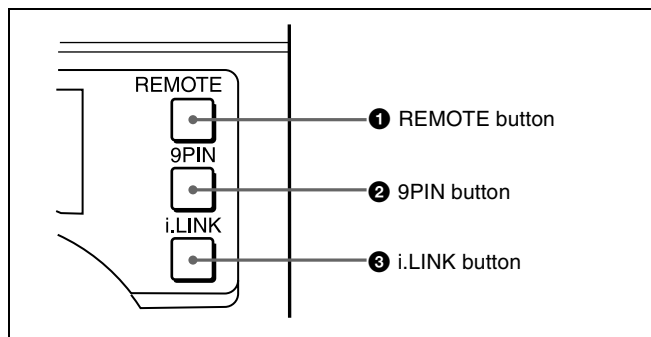 REMOTE
❶ REMOTE button
9PIN
❷ 9PIN button
i.LINK
❸ i.LINK button